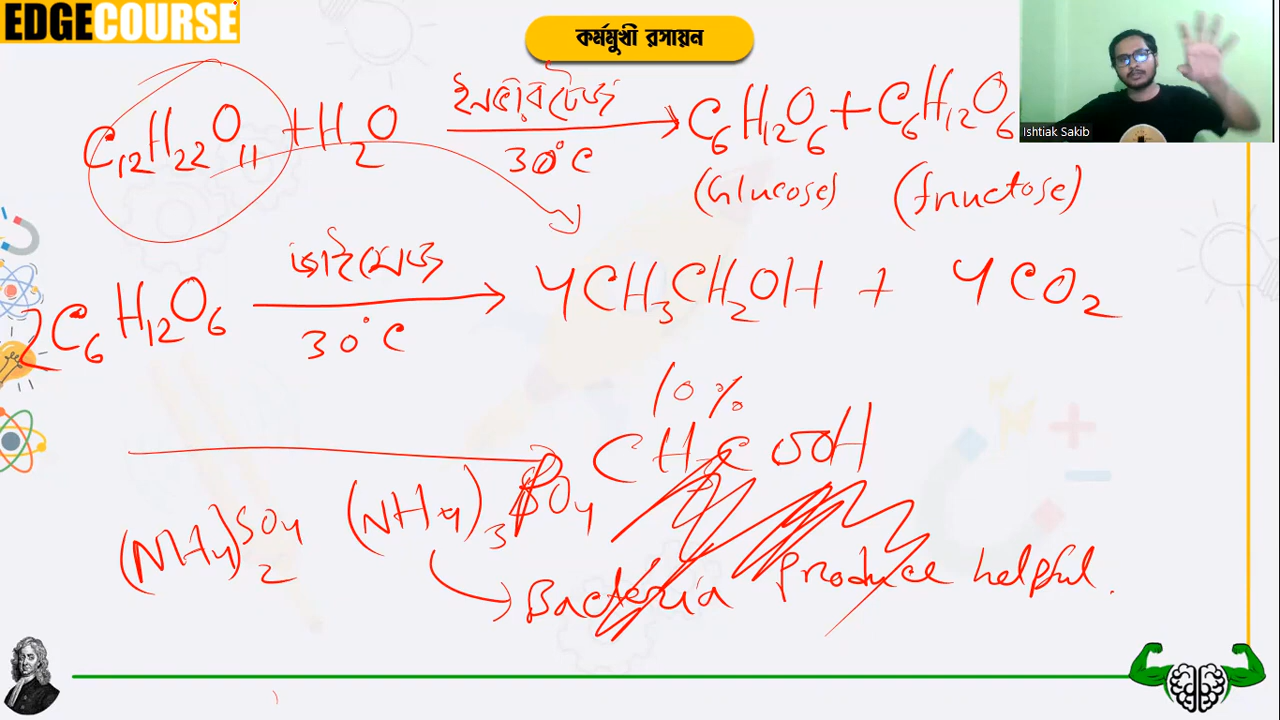 EDGECOURSE
কর্মমুখী রসায়ন
Ishtiak Sakib
C12H22O11 + H2O ইনভারটেজ 30°C C6H12O6 + C6H12O6
(Glucose) (fructose)
2C6H12O6 জাইমেজ 30°C 4CH3CH2OH + 4CO2
10%
CH3COOH
(NH4)2SO4 (NH4)3PO4
Bacteria produce helpful.